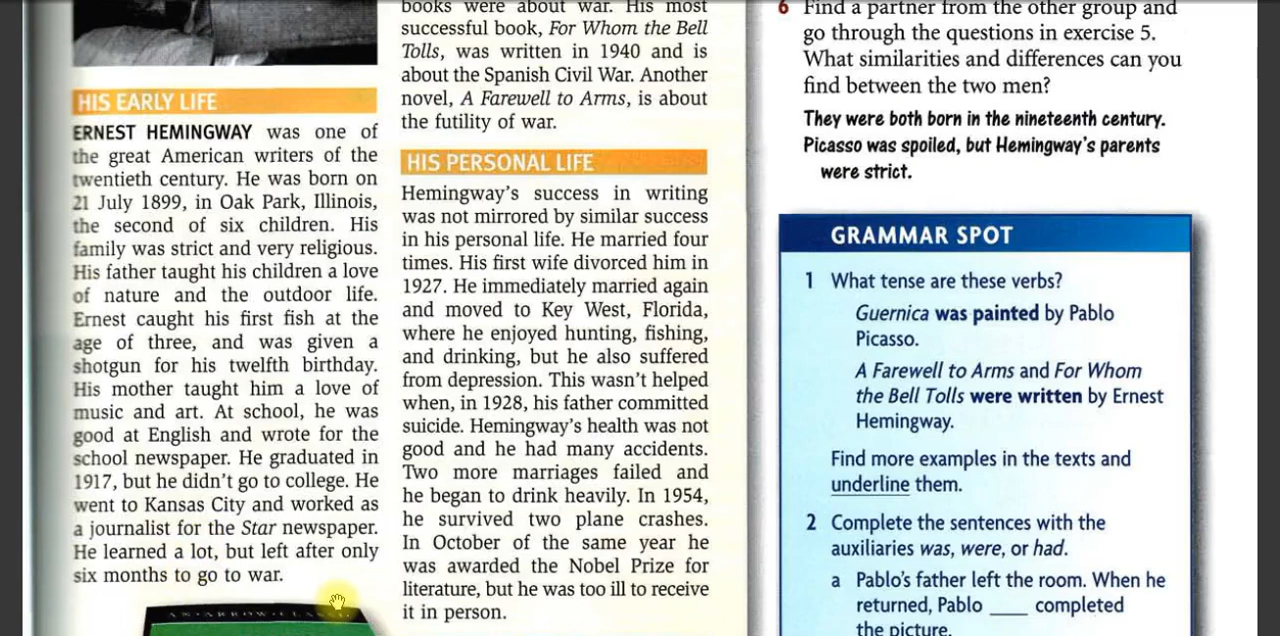 HIS EARLY LIFE
ERNEST HEMINGWAY was one of
the great American writers of the
twentieth century. He was born on
21 July 1899, in Oak Park, Illinois,
the second of six children. His
family was strict and very religious.
His father taught his children a love
of nature and the outdoor life.
Ernest caught his first fish at the
age of three, and was given a
shotgun for his twelfth birthday.
His mother taught him a love of
music and art. At school, he was
good at English and wrote for the
school newspaper. He graduated in
1917, but he didn't go to college. He
went to Kansas City and worked as
a journalist for the Star newspaper.
He learned a lot, but left after only
six months to go to war.
AN·ARROW·CLASSIC
books were about war. His most
successful book, For Whom the Bell
Tolls, was written in 1940 and is
about the Spanish Civil War. Another
novel, A Farewell to Arms, is about
the futility of war.
HIS PERSONAL LIFE
Hemingway's success in writing
was not mirrored by similar success
in his personal life. He married four
times. His first wife divorced him in
1927. He immediately married again
and moved to Key West, Florida,
where he enjoyed hunting, fishing,
and drinking, but he also suffered
from depression. This wasn't helped
when, in 1928, his father committed
suicide. Hemingway's health was not
good and he had many accidents.
Two more marriages failed and
he began to drink heavily. In 1954,
he survived two plane crashes.
In October of the same year he
was awarded the Nobel Prize for
literature, but he was too ill to receive
it in person.
6 Find a partner from the other group and
go through the questions in exercise 5.
What similarities and differences can you
find between the two men?
They were both born in the nineteenth century.
Picasso was spoiled, but Hemingway's parents
were strict.
GRAMMAR SPOT
1 What tense are these verbs?
Guernica was painted by Pablo
Picasso.
A Farewell to Arms and For Whom
the Bell Tolls were written by Ernest
Hemingway.
Find more examples in the texts and
underline them.
2 Complete the sentences with the
auxiliaries was, were, or had.
a Pablo's father left the room. When he
returned, Pablo ____ completed
the picture.